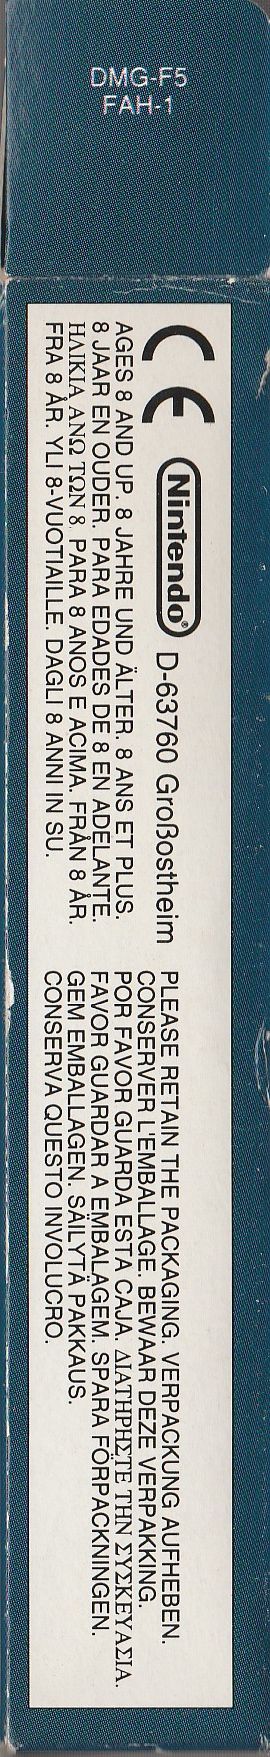 DMG-F5
FAH-1
CE Nintendo® D-63760 Großostheim
AGES 8 AND UP. 8 JAHRE UND ÄLTER. 8 ANS ET PLUS.
8 JAAR EN OUDER. PARA EDADES DE 8 EN ADELANTE.
ΗΛΙΚΙΑ ΑΝΩ ΤΩΝ 8. PARA 8 ANOS E ACIMA. FRÅN 8 ÅR.
FRA 8 ÅR. YLI 8-VUOTIAILLE. DAGLI 8 ANNI IN SU.
PLEASE RETAIN THE PACKAGING. VERPACKUNG AUFHEBEN.
CONSERVER L'EMBALLAGE. BEWAAR DEZE VERPAKKING.
POR FAVOR GUARDA ESTA CAJA. ΔΙΑΤΗΡΗΣΤΕ ΤΗΝ ΣΥΣΚΕΥΑΣΙΑ.
FAVOR GUARDAR A EMBALAGEM. SPARA FÖRPACKNINGEN.
GEM EMBALLAGEN. SÄILYTÄ PAKKAUS.
CONSERVA QUESTO INVOLUCRO.